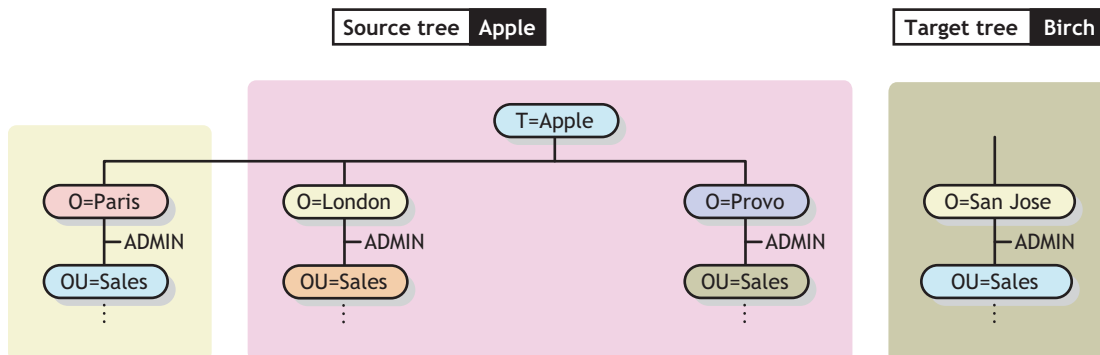 Source tree Apple
Target tree Birch
T=Apple
O=Paris
O=London
O=Provo
O=San Jose
ADMIN
ADMIN
ADMIN
ADMIN
OU=Sales
OU=Sales
OU=Sales
OU=Sales